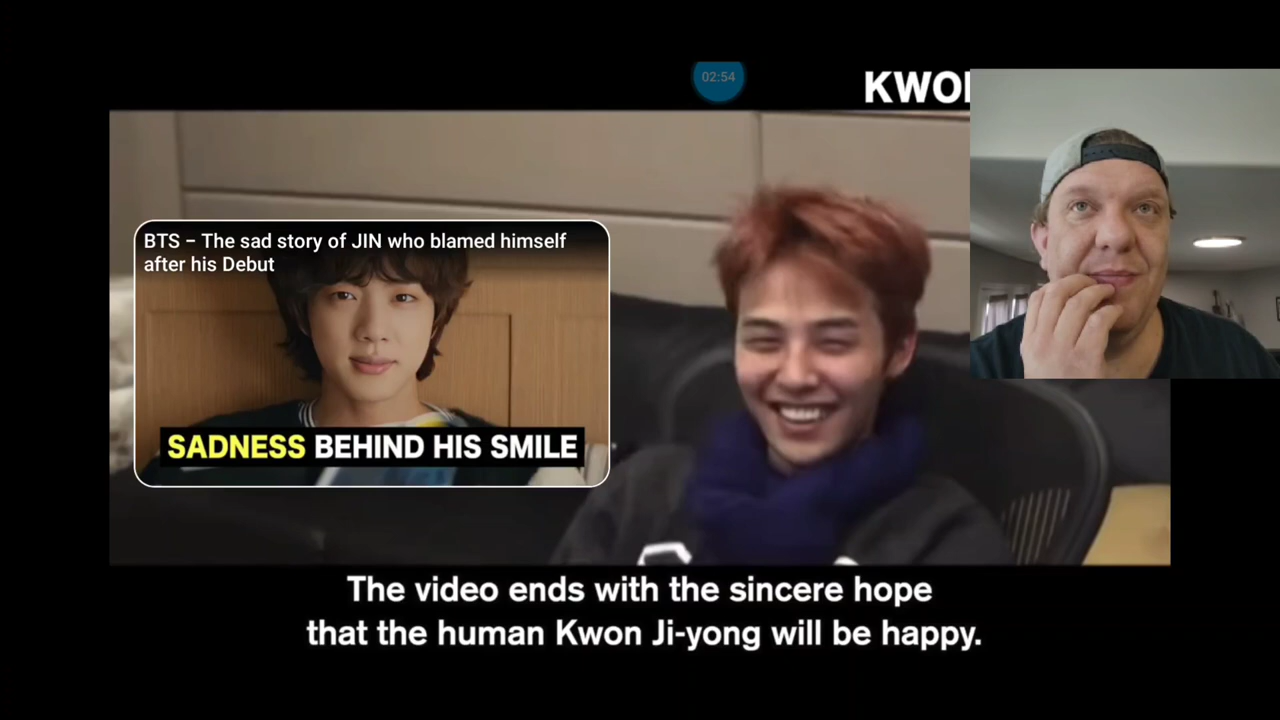 02:54
KWO
BTS – The sad story of JIN who blamed himself
after his Debut
SADNESS BEHIND HIS SMILE
The video ends with the sincere hope
that the human Kwon Ji-yong will be happy.